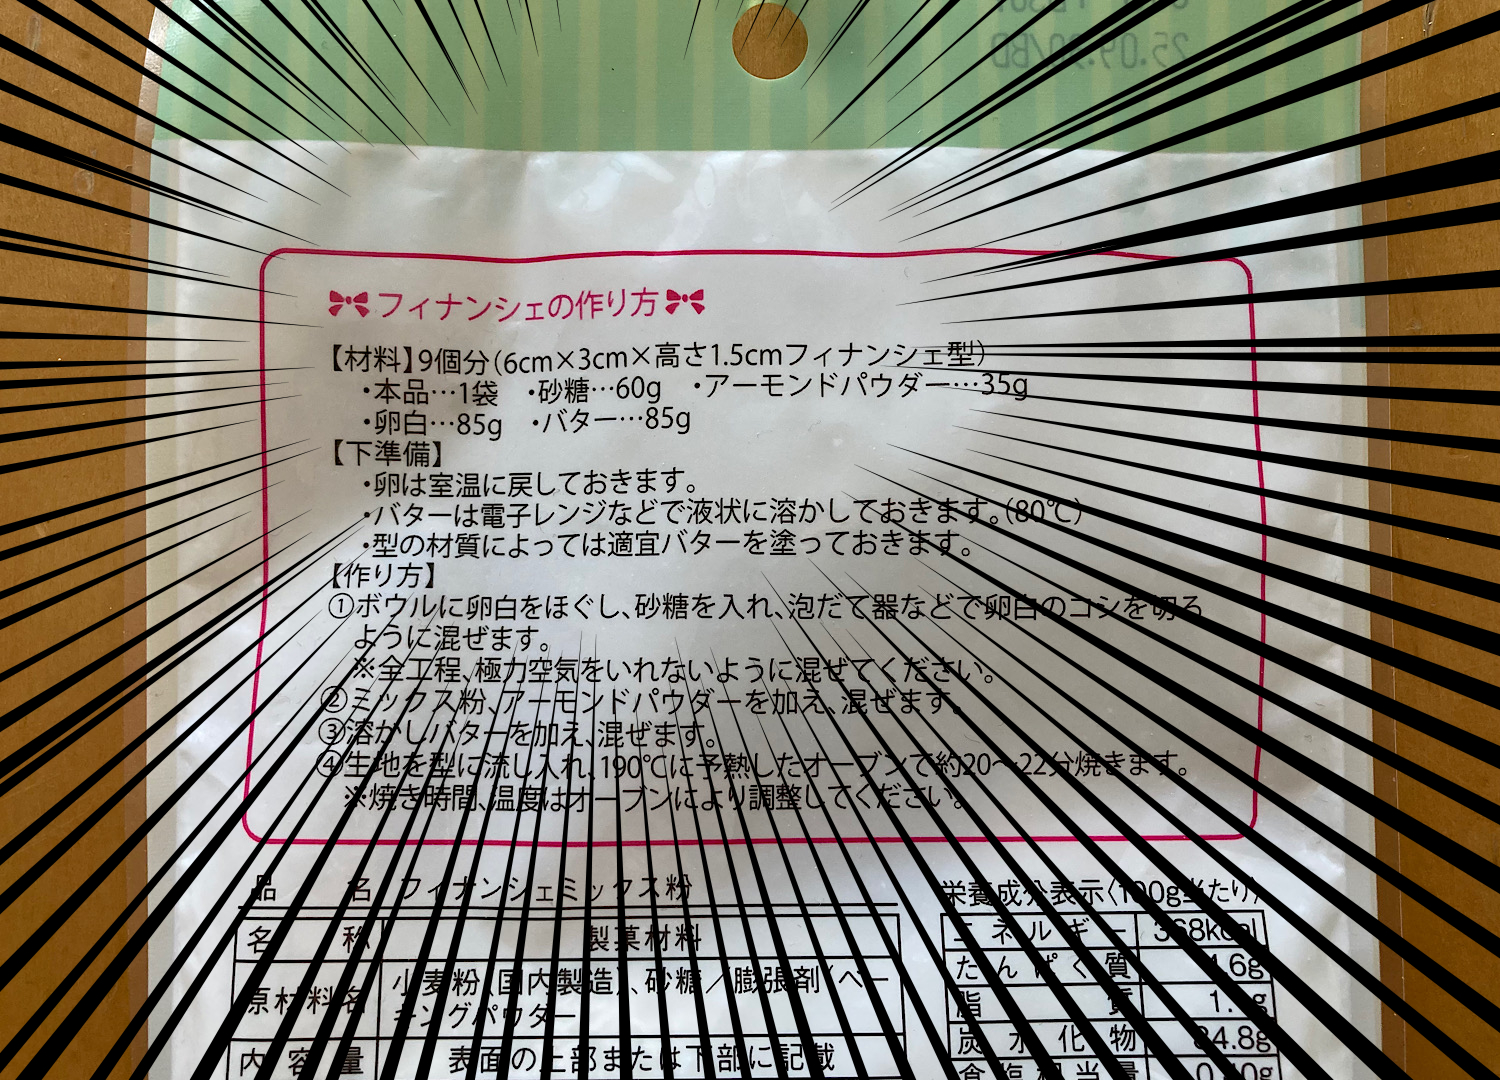 25.09.20/BD
フィナンシェの作り方
【材料】9個分(6cm×3cm×高さ1.5cmフィナンシェ型)
・本品…1袋 ・砂糖…60g ・アーモンドパウダー…35g
・卵白…85g ・バター…85g
【下準備】
・卵は室温に戻しておきます。
・バターは電子レンジなどで液状に溶かしておきます。(80℃)
・型の材質によっては適宜バターを塗っておきます。
【作り方】
①ボウルに卵白をほぐし、砂糖を入れ、泡だて器などで卵白のコシを切る
ように混ぜます。
※全工程、極力空気をいれないように混ぜてください。
②ミックス粉、アーモンドパウダーを加え、混ぜます。
③溶かしバターを加え、混ぜます。
④生地を型に流し入れ、190℃に予熱したオーブンで約20〜22分焼きます。
※焼き時間、温度はオーブンにより調整してください。
品名 フィナンシェミックス粉
名称 製菓材料
原材料名 小麦粉(国内製造)、砂糖/膨張剤(ベー
キングパウダー
内容量 表面の上部または下部に記載
栄養成分表示(100g当たり)
エネルギー 368kcal
たんぱく質 .6g
脂質 1. g
炭水化物 84.8g
食塩相当量